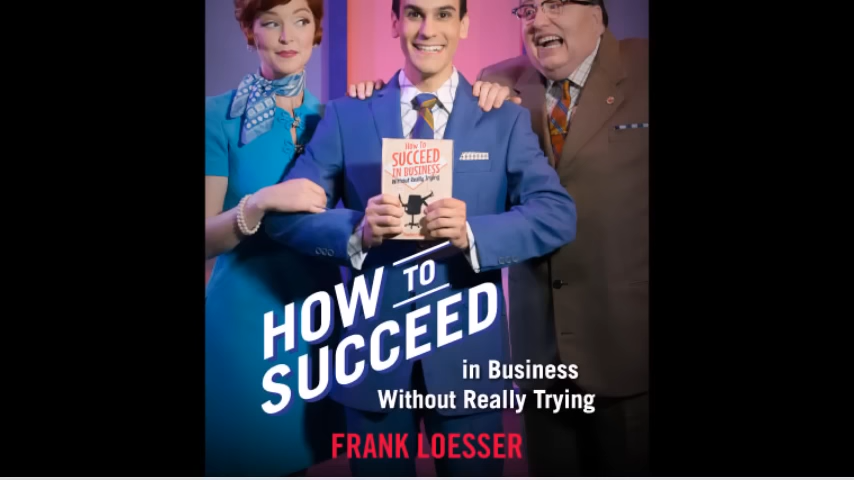 How to
SUCCEED
IN BUSINESS
Without Really Trying
HOW TO
SUCCEED
in Business
Without Really Trying
FRANK LOESSER